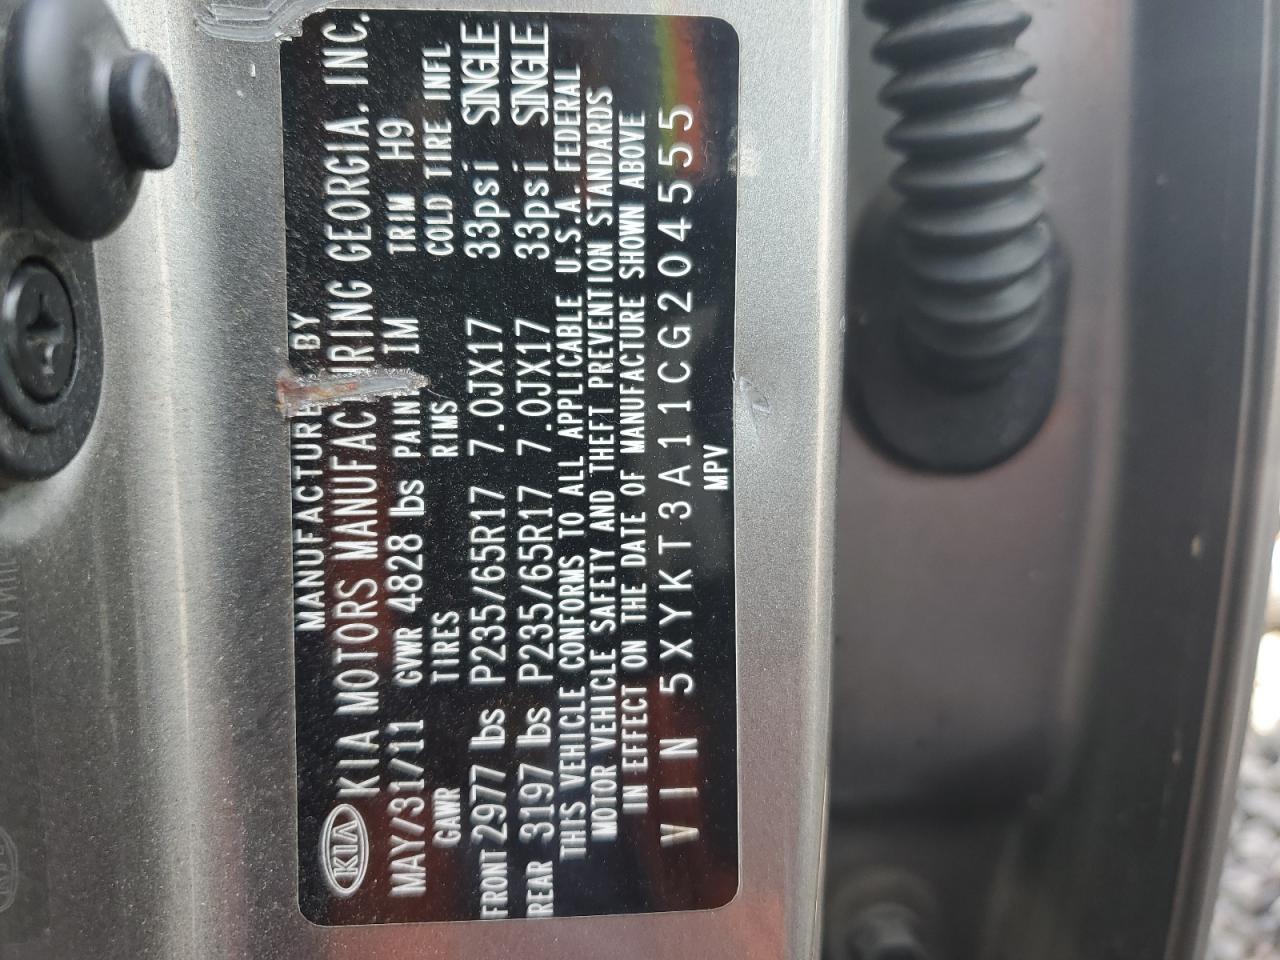 MANUFACTURE BY
KIA KIA MOTORS MANUFACTURING GEORGIA, INC.
MAY/31/11 GVWR 4828 lbs PAINT IM TRIM H9
GAWR TIRES RIMS COLD TIRE INFL
FRONT 2977 lbs P235/65R17 7.0JX17 33psi SINGLE
REAR 3197 lbs P235/65R17 7.0JX17 33psi SINGLE
THIS VEHICLE CONFORMS TO ALL APPLICABLE U.S.A FEDERAL
MOTOR VEHICLE SAFETY AND THEFT PREVENTION STANDARDS
IN EFFECT ON THE DATE OF MANUFACTURE SHOWN ABOVE
VIN 5XYKT3A11CG204555
MPV